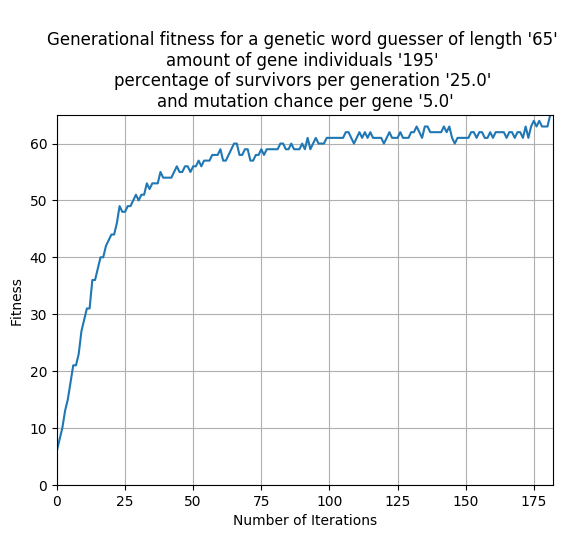 Generational fitness for a genetic word guesser of length '65'
amount of gene individuals '195'
percentage of survivors per generation '25.0'
and mutation chance per gene '5.0'
60
50
40
30
20
10
0
Fitness
0 25 50 75 100 125 150 175
Number of Iterations